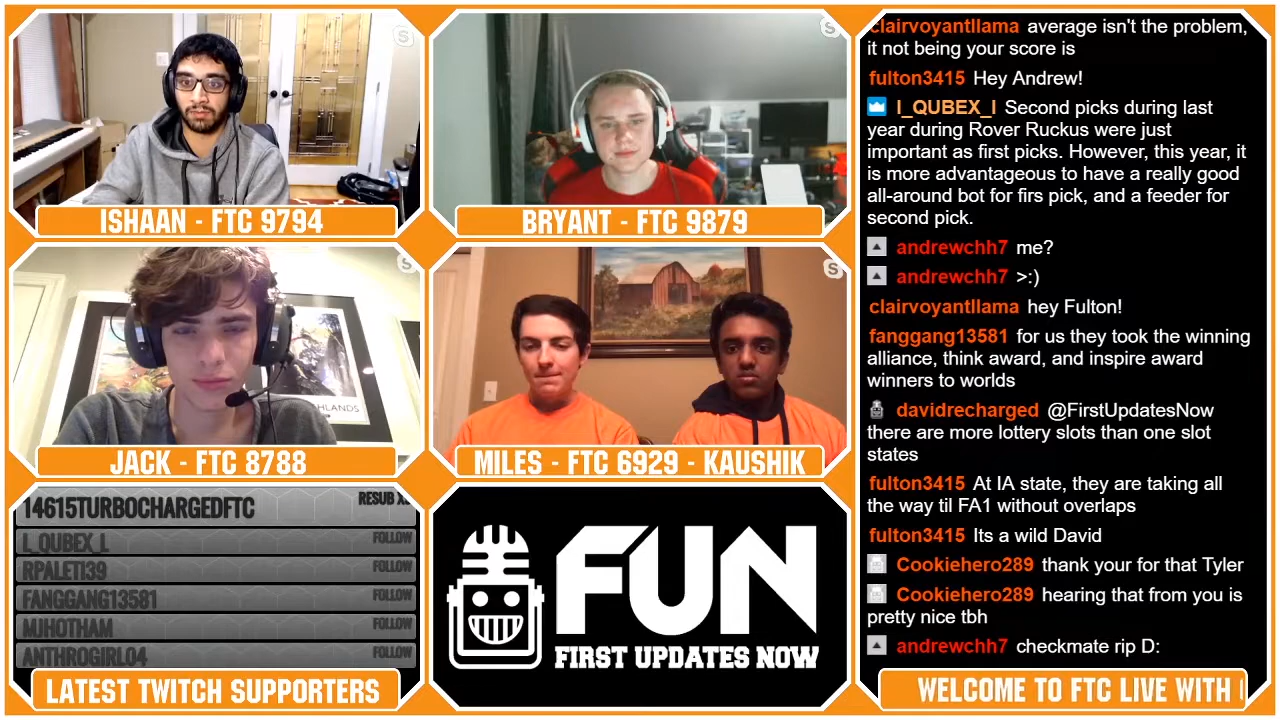 ISHAAN - FTC 9794
BRYANT - FTC 9879
HLANDS
JACK - FTC 8788
MILES - FTC 6929 - KAUSHIK
14615TURBOCHARGEDFTC RESUB
L_QUBEX_L FOLLOW
RPALETI39 FOLLOW
FANGGANG13581 FOLLOW
MJHOTHAM FOLLOW
ANTHROGIRL04 FOLLOW
LATEST TWITCH SUPPORTERS
FUN
FIRST UPDATES NOW
clairvoyantllama average isn't the problem,
it not being your score is
fulton3415 Hey Andrew!
l_QUBEX_l Second picks during last
year during Rover Ruckus were just
important as first picks. However, this year, it
is more advantageous to have a really good
all-around bot for firs pick, and a feeder for
second pick.
andrewchh7 me?
andrewchh7 >:)
clairvoyantllama hey Fulton!
fanggang13581 for us they took the winning
alliance, think award, and inspire award
winners to worlds
davidrecharged @FirstUpdatesNow
there are more lottery slots than one slot
states
fulton3415 At IA state, they are taking all
the way til FA1 without overlaps
fulton3415 Its a wild David
Cookiehero289 thank your for that Tyler
Cookiehero289 hearing that from you is
pretty nice tbh
andrewchh7 checkmate rip D:
WELCOME TO FTC LIVE WITH